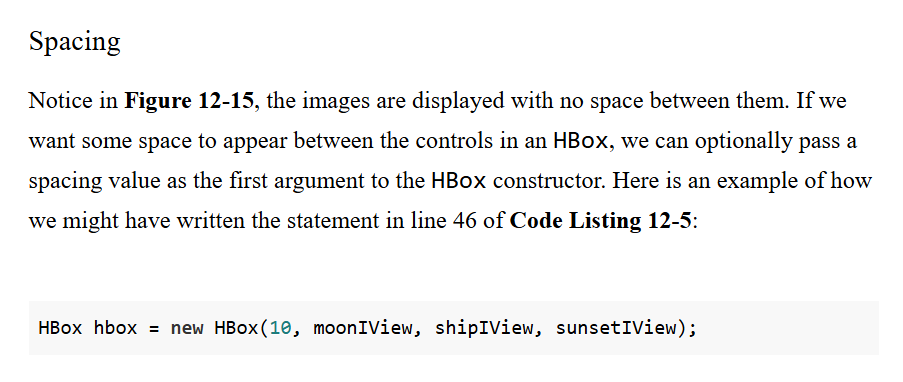 Spacing
Notice in Figure 12-15, the images are displayed with no space between them. If we
want some space to appear between the controls in an HBox, we can optionally pass a
spacing value as the first argument to the HBox constructor. Here is an example of how
we might have written the statement in line 46 of Code Listing 12-5:
HBox hbox = new HBox(10, moonIView, shipIView, sunsetIView);